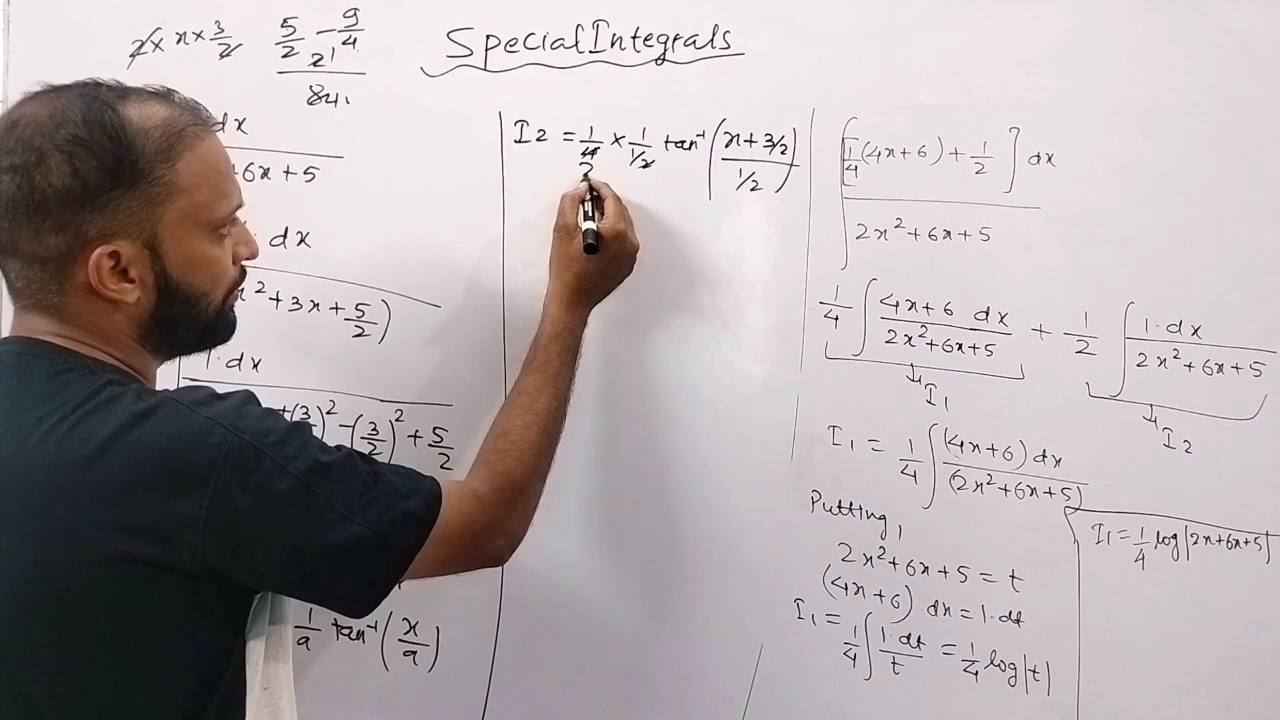 Special Integrals
2 × x × 3/2
5/2 - 9/4
dx
6x + 5
dx
x² + 3x + 5/2)
1·dx
+ (3/2)² - (3/2)² + 5/2
1/a tan⁻¹ (x/a)
I2 = 1/4 × 1/1/2 tan⁻¹ (x + 3/2 / 1/2)
2
∫ [1/4 (4x+6) + 1/2] dx
2x² + 6x + 5
1/4 ∫ 4x+6 dx / 2x²+6x+5 + 1/2 ∫ 1·dx / 2x²+6x+5
I1
I2
I1 = 1/4 ∫ (4x+6) dx / (2x²+6x+5)
Putting,
2x²+6x+5 = t
(4x+6) dx = 1·dt
I1 = 1/4 ∫ 1·dt / t = 1/4 log|t|
I1 = 1/4 log|2x+6x+5|